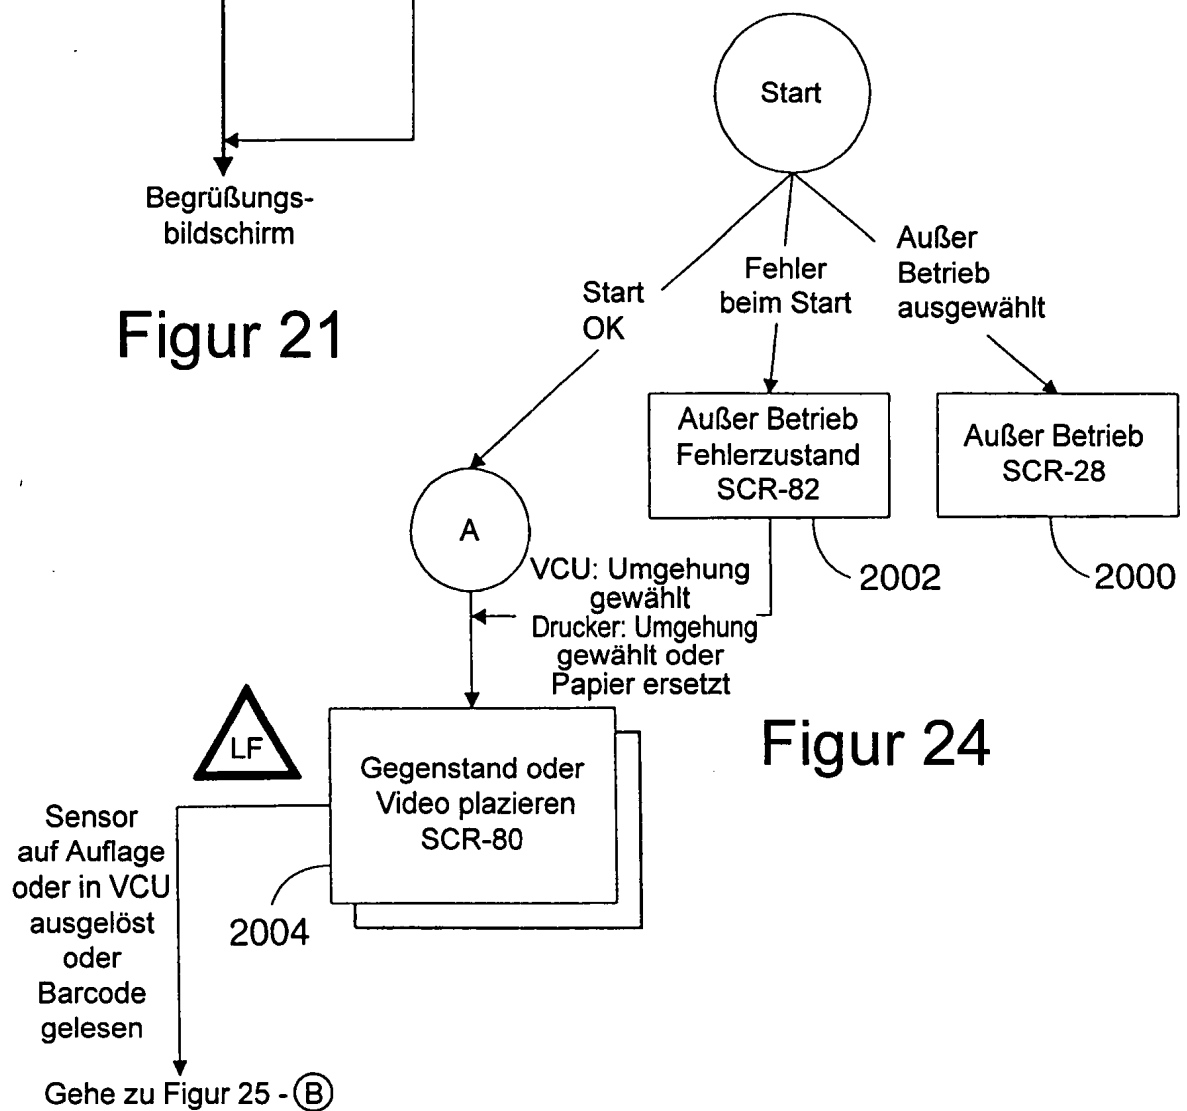 Begrüßungs-
bildschirm
Figur 21
Start
Start
OK
Fehler
beim Start
Außer
Betrieb
ausgewählt
Außer Betrieb
Fehlerzustand
SCR-82
Außer Betrieb
SCR-28
A
2002
2000
VCU: Umgehung
gewählt
Drucker: Umgehung
gewählt oder
Papier ersetzt
Figur 24
LF
Gegenstand oder
Video plazieren
SCR-80
2004
Sensor
auf Auflage
oder in VCU
ausgelöst
oder
Barcode
gelesen
Gehe zu Figur 25 - B